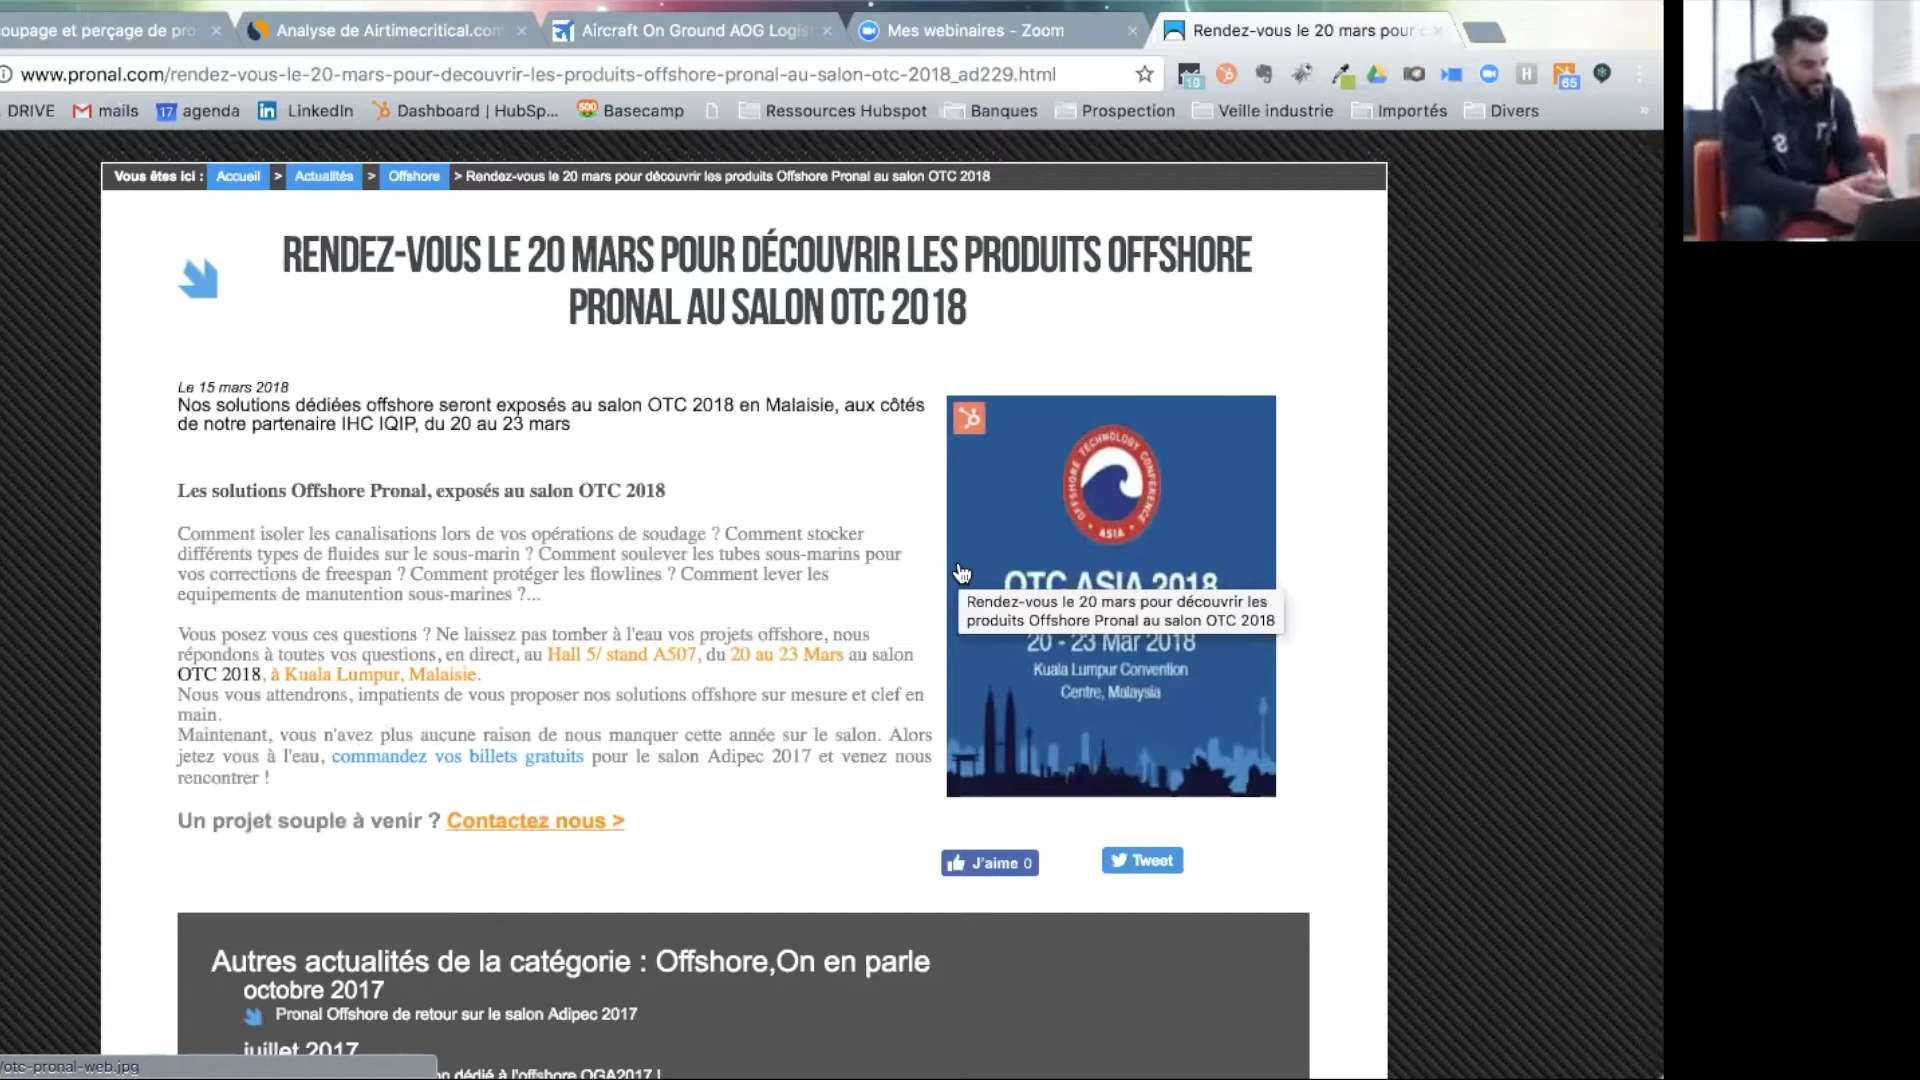 oupage et perçage de pro
Analyse de Airtimecritical.com
Aircraft On Ground AOG Logis
Mes webinaires - Zoom
Rendez-vous le 20 mars pour
www.pronal.com/rendez-vous-le-20-mars-pour-decouvrir-les-produits-offshore-pronal-au-salon-otc-2018_ad229.html
19
H
65
DRIVE
mails
17
agenda
in
LinkedIn
Dashboard | HubSp...
500
Basecamp
Ressources Hubspot
Banques
Prospection
Veille industrie
Importés
Divers
»
Vous êtes ici : Accueil > Actualités > Offshore > Rendez-vous le 20 mars pour découvrir les produits Offshore Pronal au salon OTC 2018
RENDEZ-VOUS LE 20 MARS POUR DÉCOUVRIR LES PRODUITS OFFSHORE
PRONAL AU SALON OTC 2018
Le 15 mars 2018
Nos solutions dédiées offshore seront exposés au salon OTC 2018 en Malaisie, aux côtés
de notre partenaire IHC IQIP, du 20 au 23 mars
Les solutions Offshore Pronal, exposés au salon OTC 2018
Comment isoler les canalisations lors de vos opérations de soudage ? Comment stocker
différents types de fluides sur le sous-marin ? Comment soulever les tubes sous-marins pour
vos corrections de freespan ? Comment protéger les flowlines ? Comment lever les
equipements de manutention sous-marines ?...
Vous posez vous ces questions ? Ne laissez pas tomber à l'eau vos projets offshore, nous
répondons à toutes vos questions, en direct, au Hall 5/ stand A507, du 20 au 23 Mars au salon
OTC 2018, à Kuala Lumpur, Malaisie.
Nous vous attendrons, impatients de vous proposer nos solutions offshore sur mesure et clef en
main.
Maintenant, vous n'avez plus aucune raison de nous manquer cette année sur le salon. Alors
jetez vous à l'eau, commandez vos billets gratuits pour le salon Adipec 2017 et venez nous
rencontrer !
Un projet souple à venir ? Contactez nous >
OFFSHORE TECHNOLOGY CONFERENCE
ASIA
OTC ASIA 2018
Rendez-vous le 20 mars pour découvrir les
produits Offshore Pronal au salon OTC 2018
20 - 23 Mar 2018
Kuala Lumpur Convention
Centre, Malaysia
J'aime 0
Tweet
Autres actualités de la catégorie : Offshore,On en parle
octobre 2017
Pronal Offshore de retour sur le salon Adipec 2017
juillet 2017
n dédié à l'offshore OGA2017 !
/otc-pronal-web.jpg